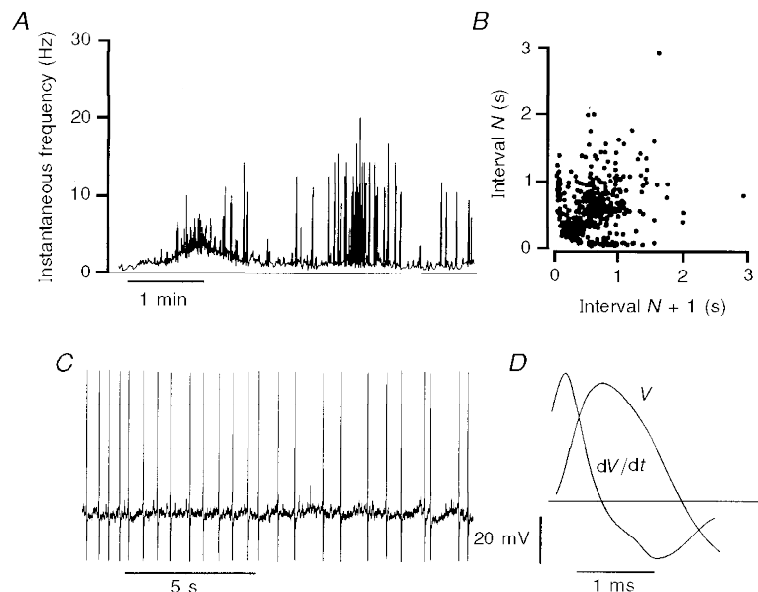 A
Instantaneous frequency (Hz)
30
20
10
0
1 min
B
Interval N (s)
3
2
1
0
0 1 2 3
Interval N + 1 (s)
C
5 s
D
V
dV/dt
20 mV
1 ms